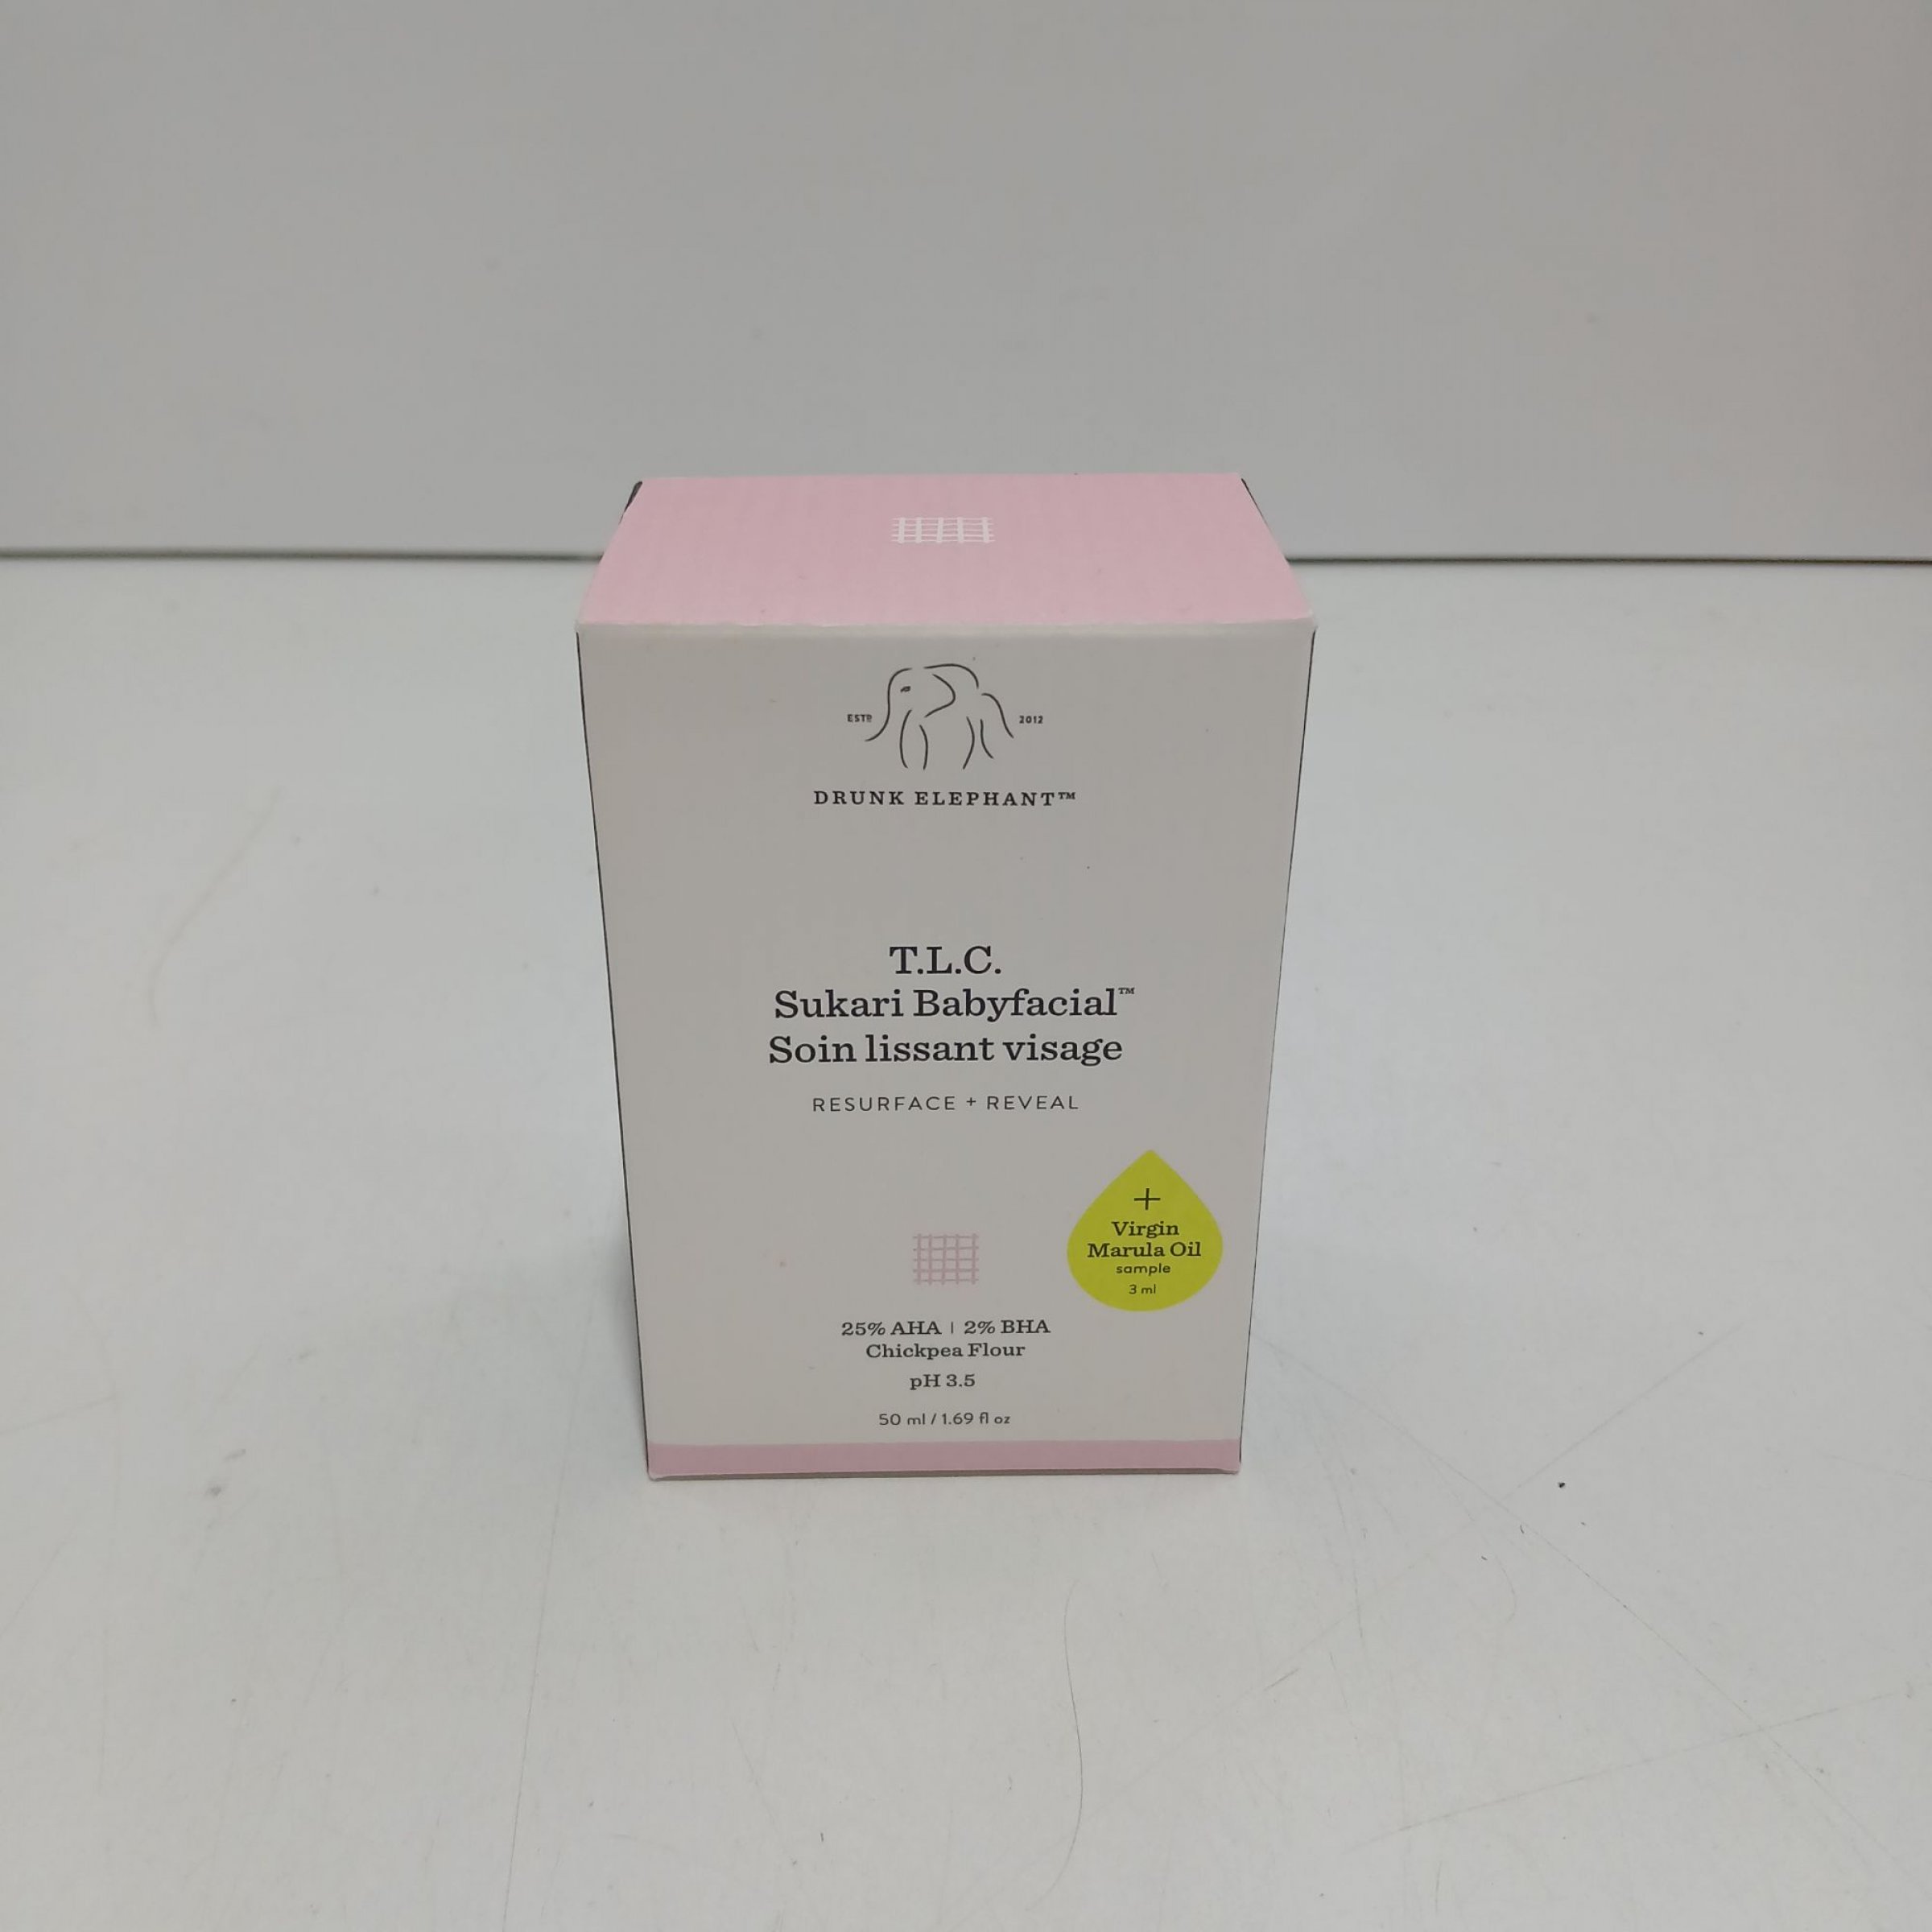 ESTD 2012
DRUNK ELEPHANT™
T.L.C.
Sukari Babyfacial™
Soin lissant visage
RESURFACE + REVEAL
+
Virgin
Marula Oil
sample
3 ml
25% AHA | 2% BHA
Chickpea Flour
pH 3.5
50 ml / 1.69 fl oz